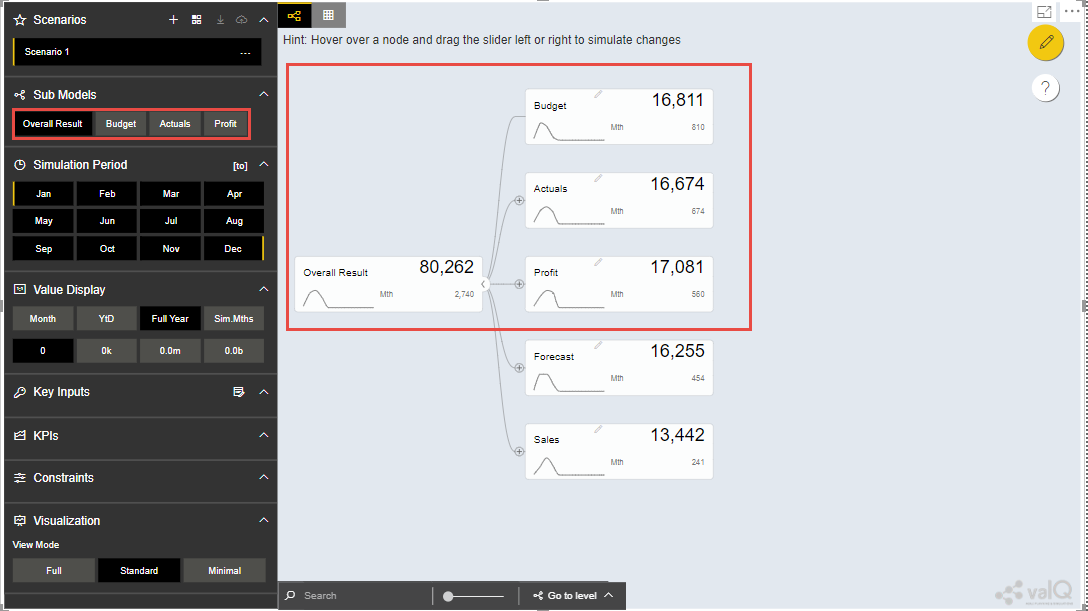 Scenarios
Scenario 1
Sub Models
Overall Result Budget Actuals Profit
Simulation Period [to]
Jan Feb Mar Apr
May Jun Jul Aug
Sep Oct Nov Dec
Value Display
Month YtD Full Year Sim.Mths
0 0k 0.0m 0.0b
Key Inputs
KPIs
Constraints
Visualization
View Mode
Full Standard Minimal
Hint: Hover over a node and drag the slider left or right to simulate changes
Overall Result 80,262
Mth 2,740
Budget 16,811
Mth 810
Actuals 16,674
Mth 674
Profit 17,081
Mth 560
Forecast 16,255
Mth 454
Sales 13,442
Mth 241
Search
Go to level
?
valQ